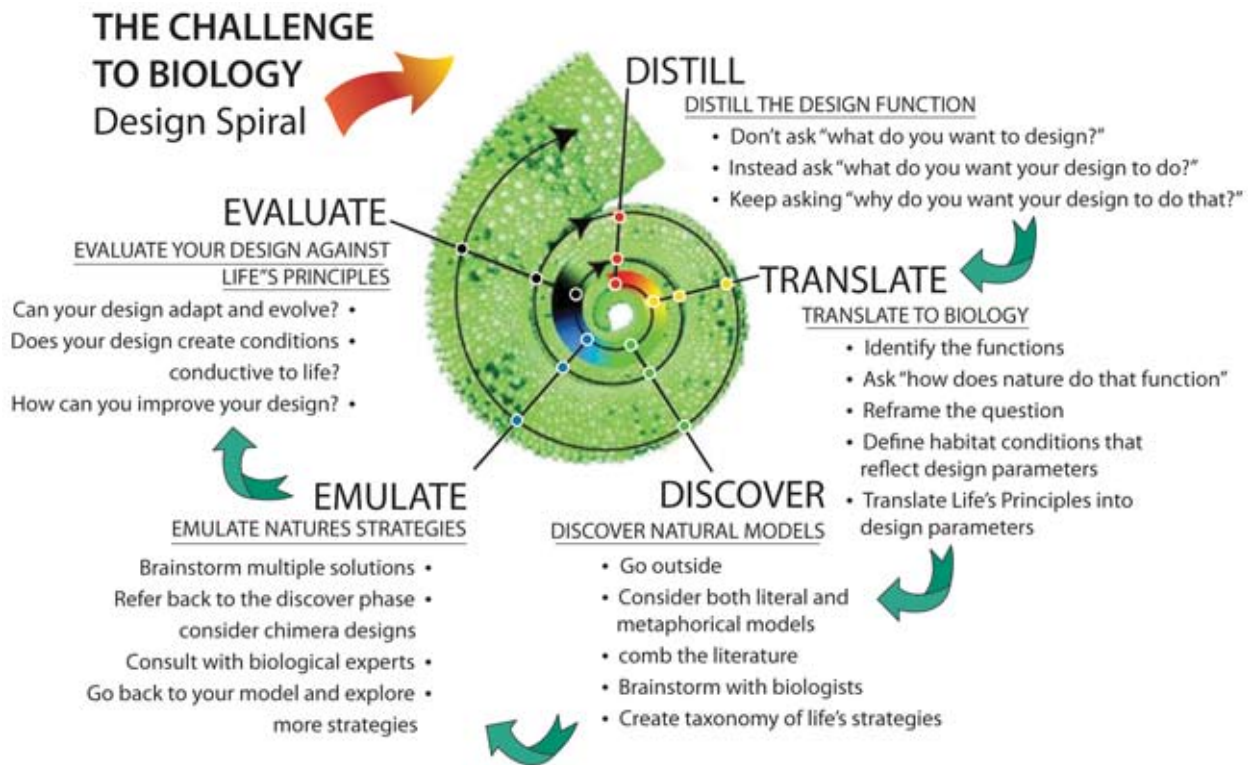 THE CHALLENGE
TO BIOLOGY
Design Spiral
DISTILL
DISTILL THE DESIGN FUNCTION
• Don't ask “what do you want to design?”
• Instead ask “what do you want your design to do?”
• Keep asking “why do you want your design to do that?”
TRANSLATE
TRANSLATE TO BIOLOGY
• Identify the functions
• Ask “how does nature do that function”
• Reframe the question
• Define habitat conditions that
reflect design parameters
• Translate Life's Principles into
design parameters
DISCOVER
DISCOVER NATURAL MODELS
• Go outside
• Consider both literal and
metaphorical models
• comb the literature
• Brainstorm with biologists
• Create taxonomy of life's strategies
EMULATE
EMULATE NATURES STRATEGIES
Brainstorm multiple solutions •
Refer back to the discover phase •
consider chimera designs
Consult with biological experts •
Go back to your model and explore •
more strategies
EVALUATE
EVALUATE YOUR DESIGN AGAINST
LIFE"S PRINCIPLES
Can your design adapt and evolve? •
Does your design create conditions •
conductive to life?
How can you improve your design? •